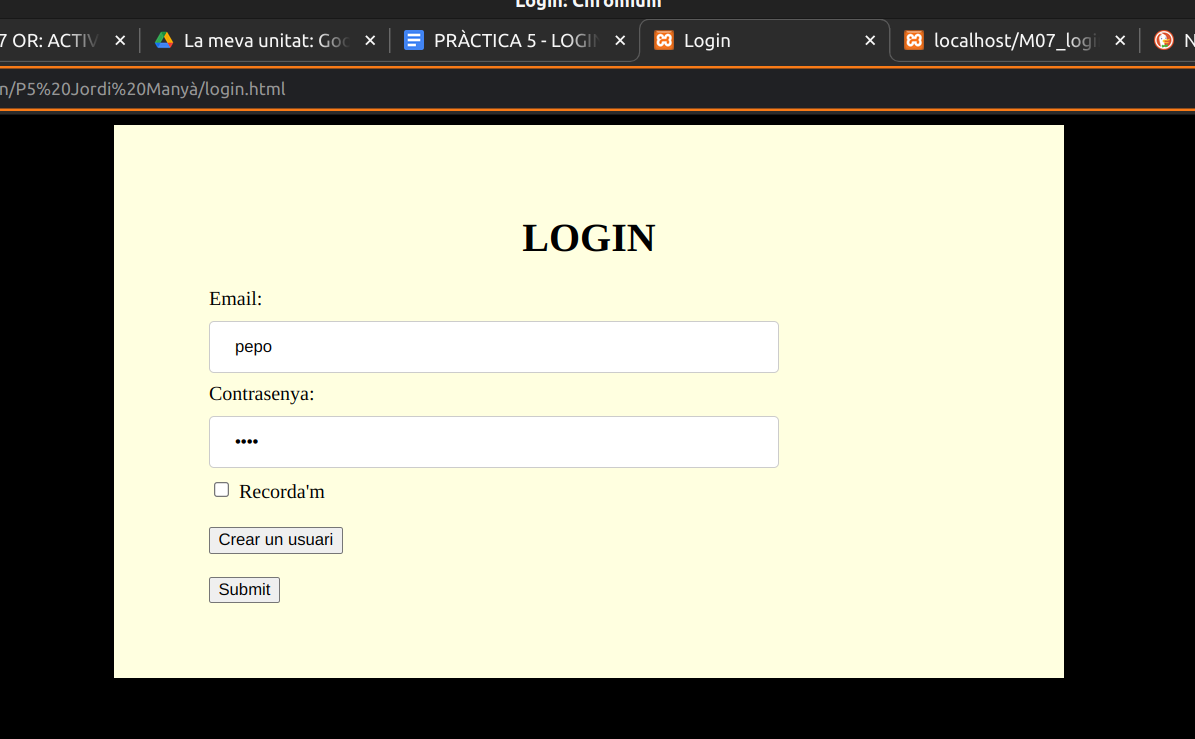 Login: Chromium
7 OR: ACTIV
La meva unitat: Goo
PRÀCTICA 5 - LOGIN
Login
localhost/M07_logi
N
n/P5%20Jordi%20Manyà/login.html
LOGIN
Email:
pepo
Contrasenya:
••••
Recorda'm
Crear un usuari
Submit